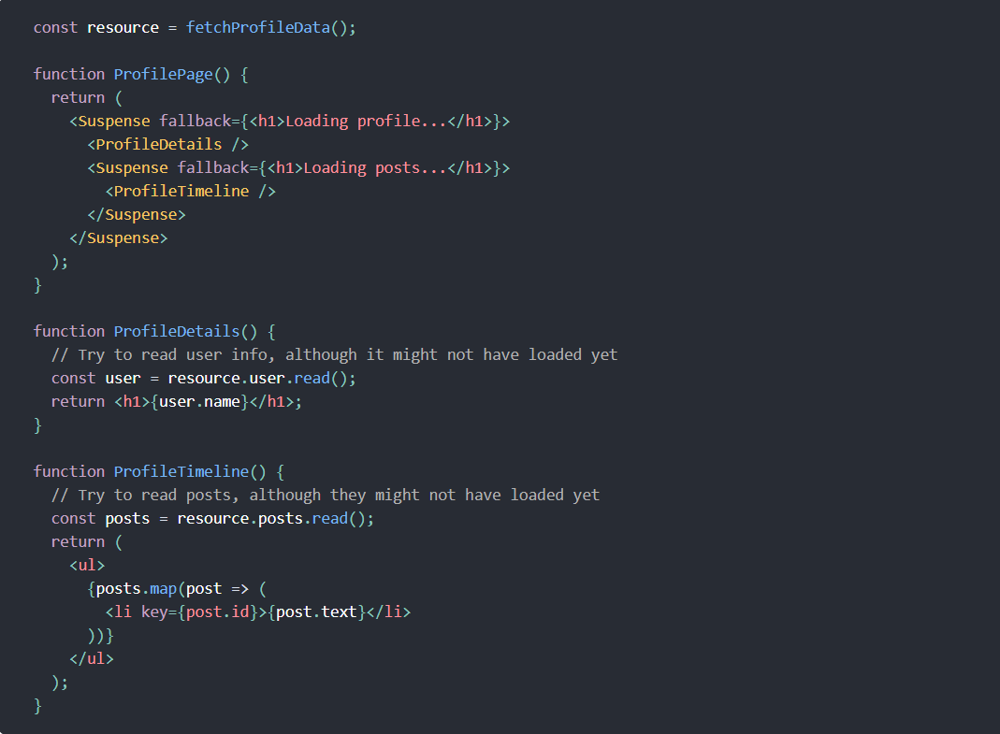 const resource = fetchProfileData();

function ProfilePage() {
  return (
    <Suspense fallback={<h1>Loading profile...</h1>}>
      <ProfileDetails />
      <Suspense fallback={<h1>Loading posts...</h1>}>
        <ProfileTimeline />
      </Suspense>
    </Suspense>
  );
}

function ProfileDetails() {
  // Try to read user info, although it might not have loaded yet
  const user = resource.user.read();
  return <h1>{user.name}</h1>;
}

function ProfileTimeline() {
  // Try to read posts, although they might not have loaded yet
  const posts = resource.posts.read();
  return (
    <ul>
      {posts.map(post => (
        <li key={post.id}>{post.text}</li>
      ))}
    </ul>
  );
}